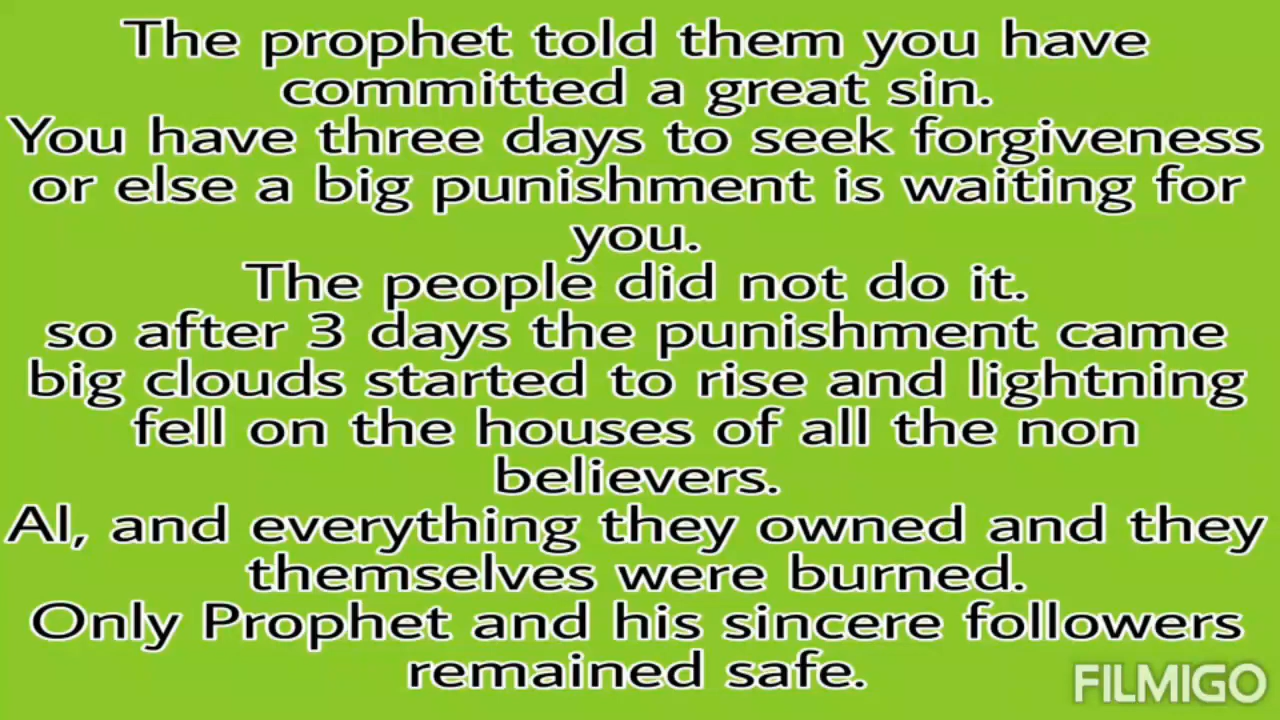 The prophet told them you have
committed a great sin.
You have three days to seek forgiveness
or else a big punishment is waiting for
you.
The people did not do it.
so after 3 days the punishment came
big clouds started to rise and lightning
fell on the houses of all the non
believers.
Al, and everything they owned and they
themselves were burned.
Only Prophet and his sincere followers
remained safe.
FILMIGO